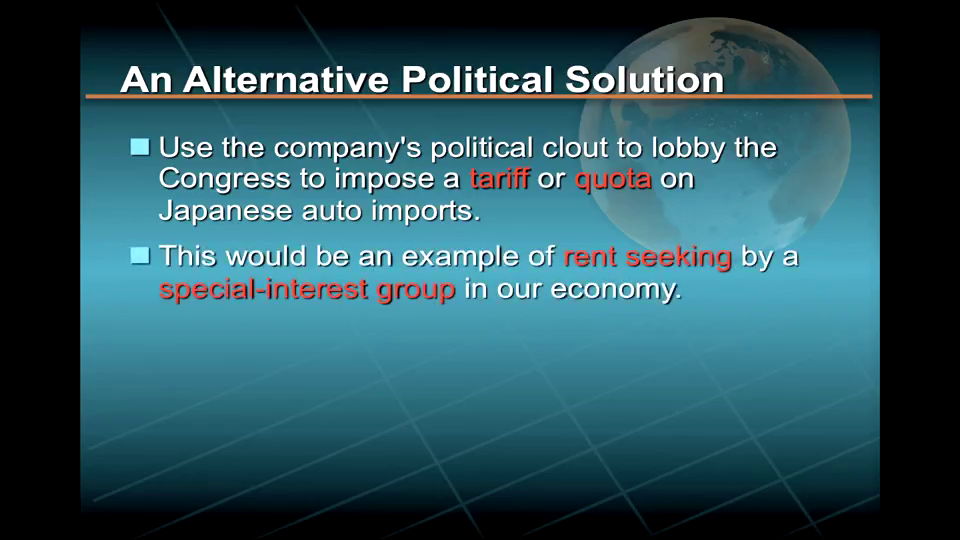 An Alternative Political Solution
Use the company's political clout to lobby the
Congress to impose a tariff or quota on
Japanese auto imports.
This would be an example of rent seeking by a
special-interest group in our economy.